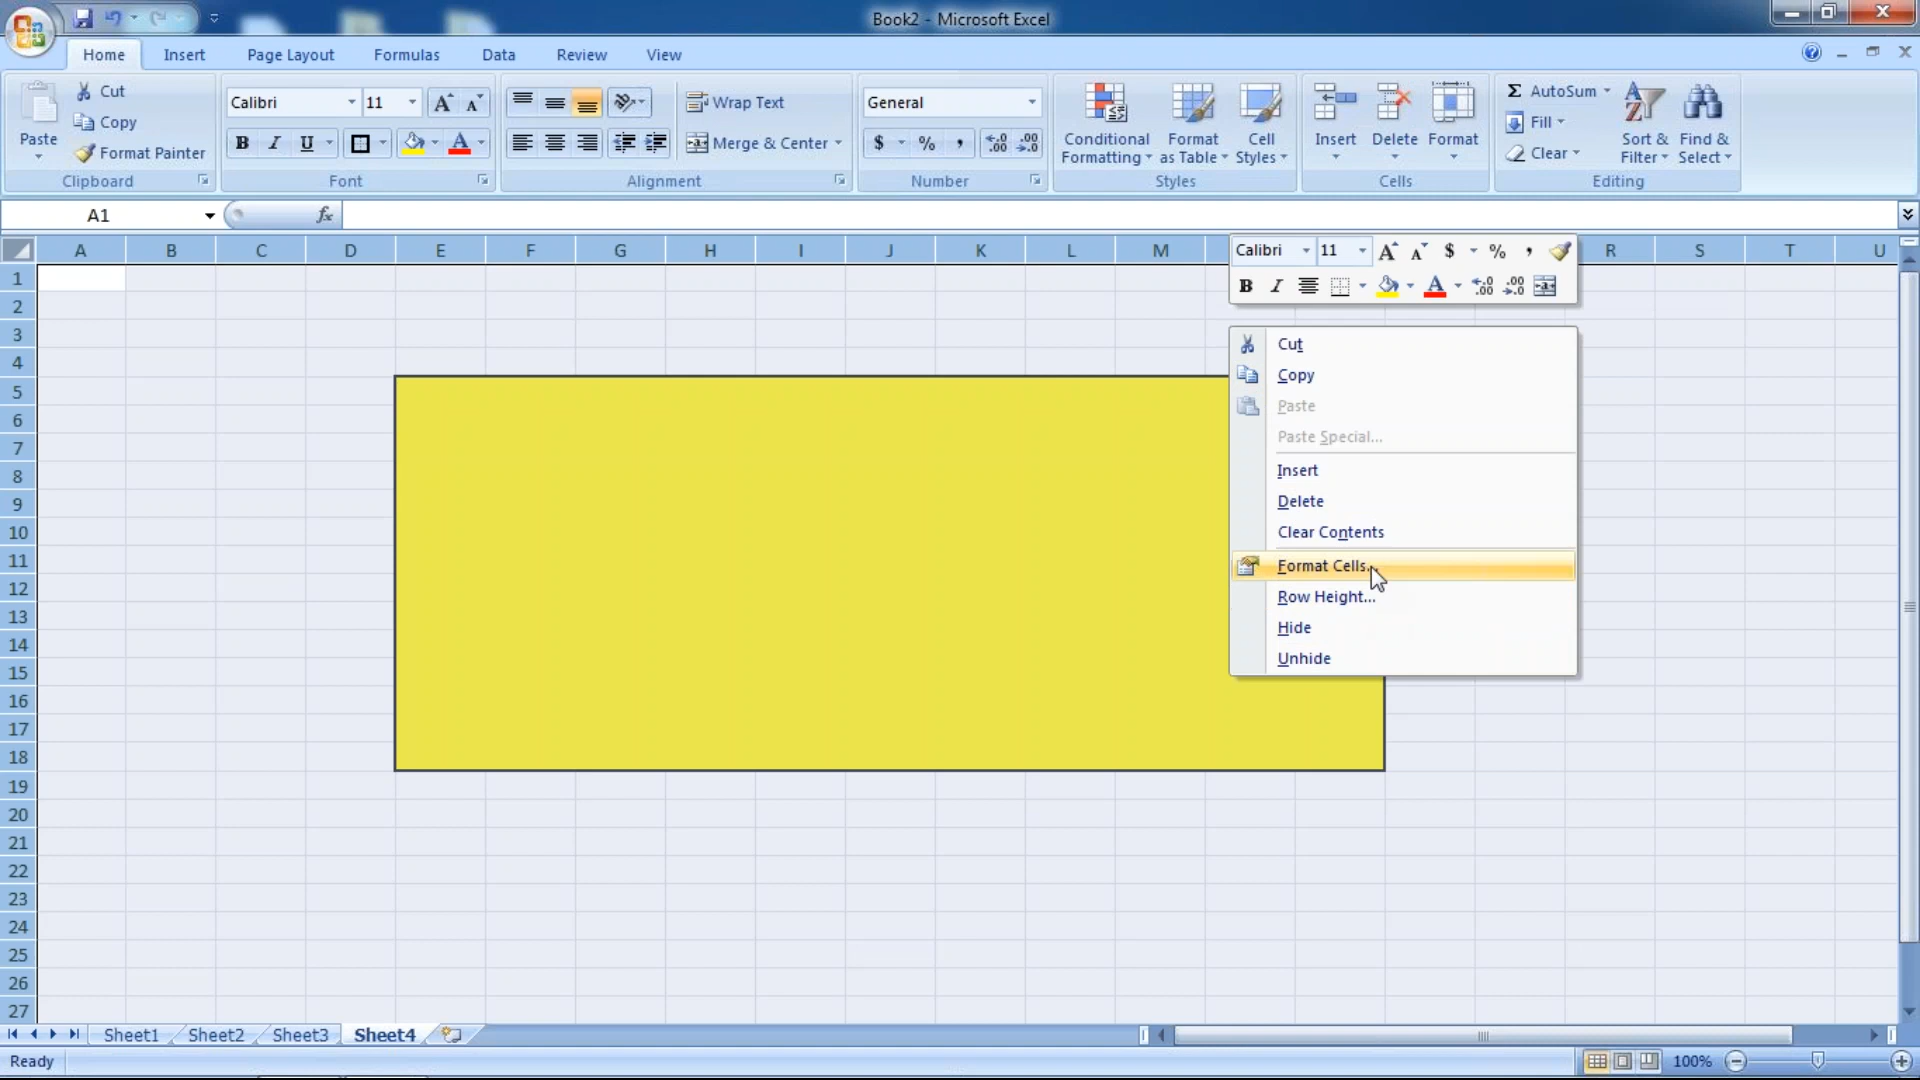 Book2 - Microsoft Excel
Home Insert Page Layout Formulas Data Review View
Cut
Copy
Format Painter
Paste
Clipboard
Calibri 11
B I U A
Font
Wrap Text
Merge & Center
Alignment
General
$ % , .00 .00
Number
Conditional Formatting
Format as Table
Cell Styles
Styles
Insert Delete Format
Cells
Σ AutoSum
Fill
Clear
Sort & Filter
Find & Select
Editing
A1 fx
A B C D E F G H I J K L M R S T U
Calibri 11 A A $ % ,
B I A .00 .00
1
2
3
4
5
6
7
8
9
10
11
12
13
14
15
16
17
18
19
20
21
22
23
24
25
26
27
Cut
Copy
Paste
Paste Special...
Insert
Delete
Clear Contents
Format Cells...
Row Height...
Hide
Unhide
Sheet1 Sheet2 Sheet3 Sheet4
Ready 100%